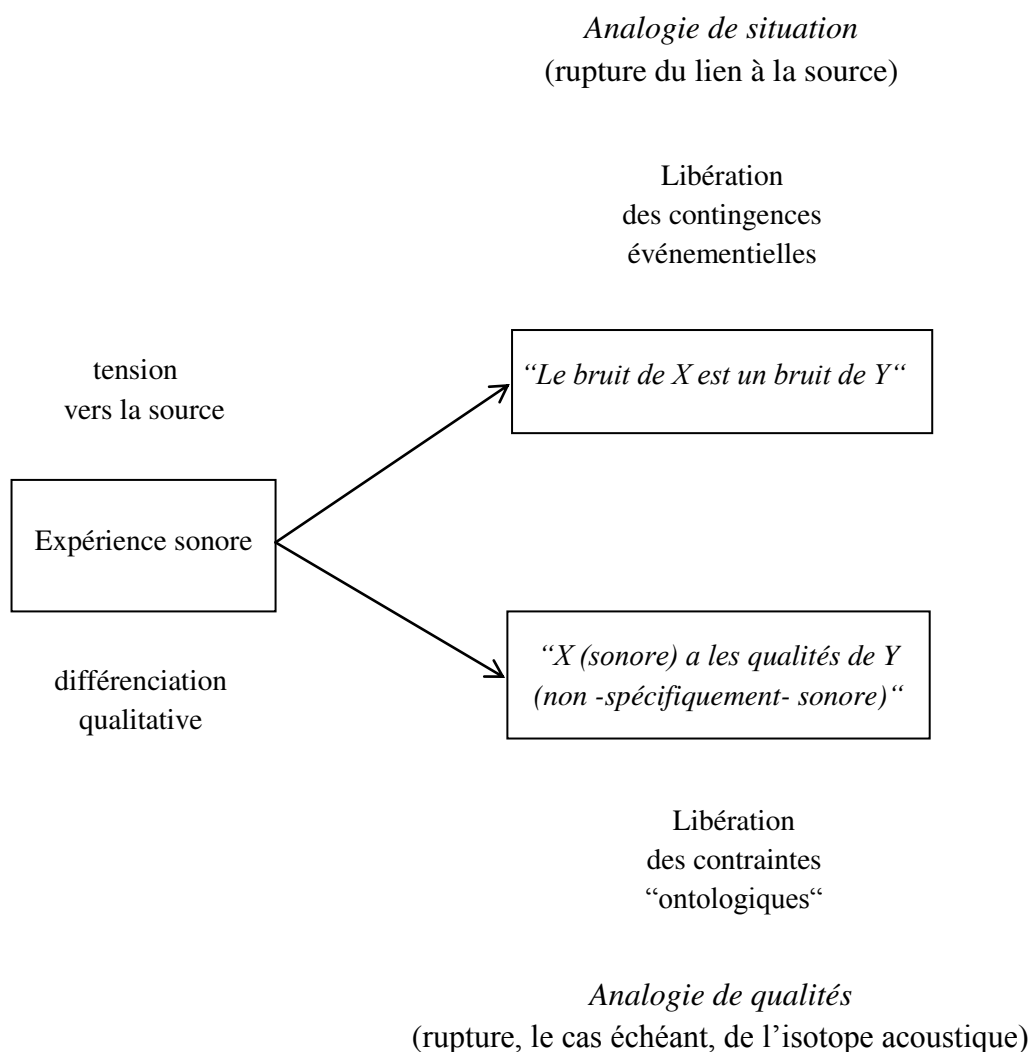 Analogie de situation
(rupture du lien à la source)
Libération
des contingences
événementielles
tension
vers la source
“Le bruit de X est un bruit de Y“
Expérience sonore
différenciation
qualitative
“X (sonore) a les qualités de Y
(non -spécifiquement- sonore)“
Libération
des contraintes
“ontologiques“
Analogie de qualités
(rupture, le cas échéant, de l’isotope acoustique)